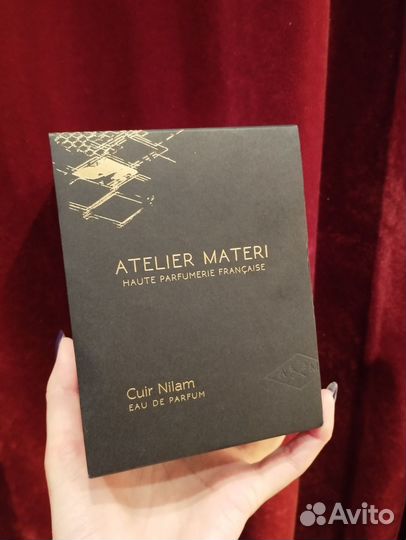 ATELIER MATERI
HAUTE PARFUMERIE FRANÇAISE
Cuir Nilam
EAU DE PARFUM
Avito